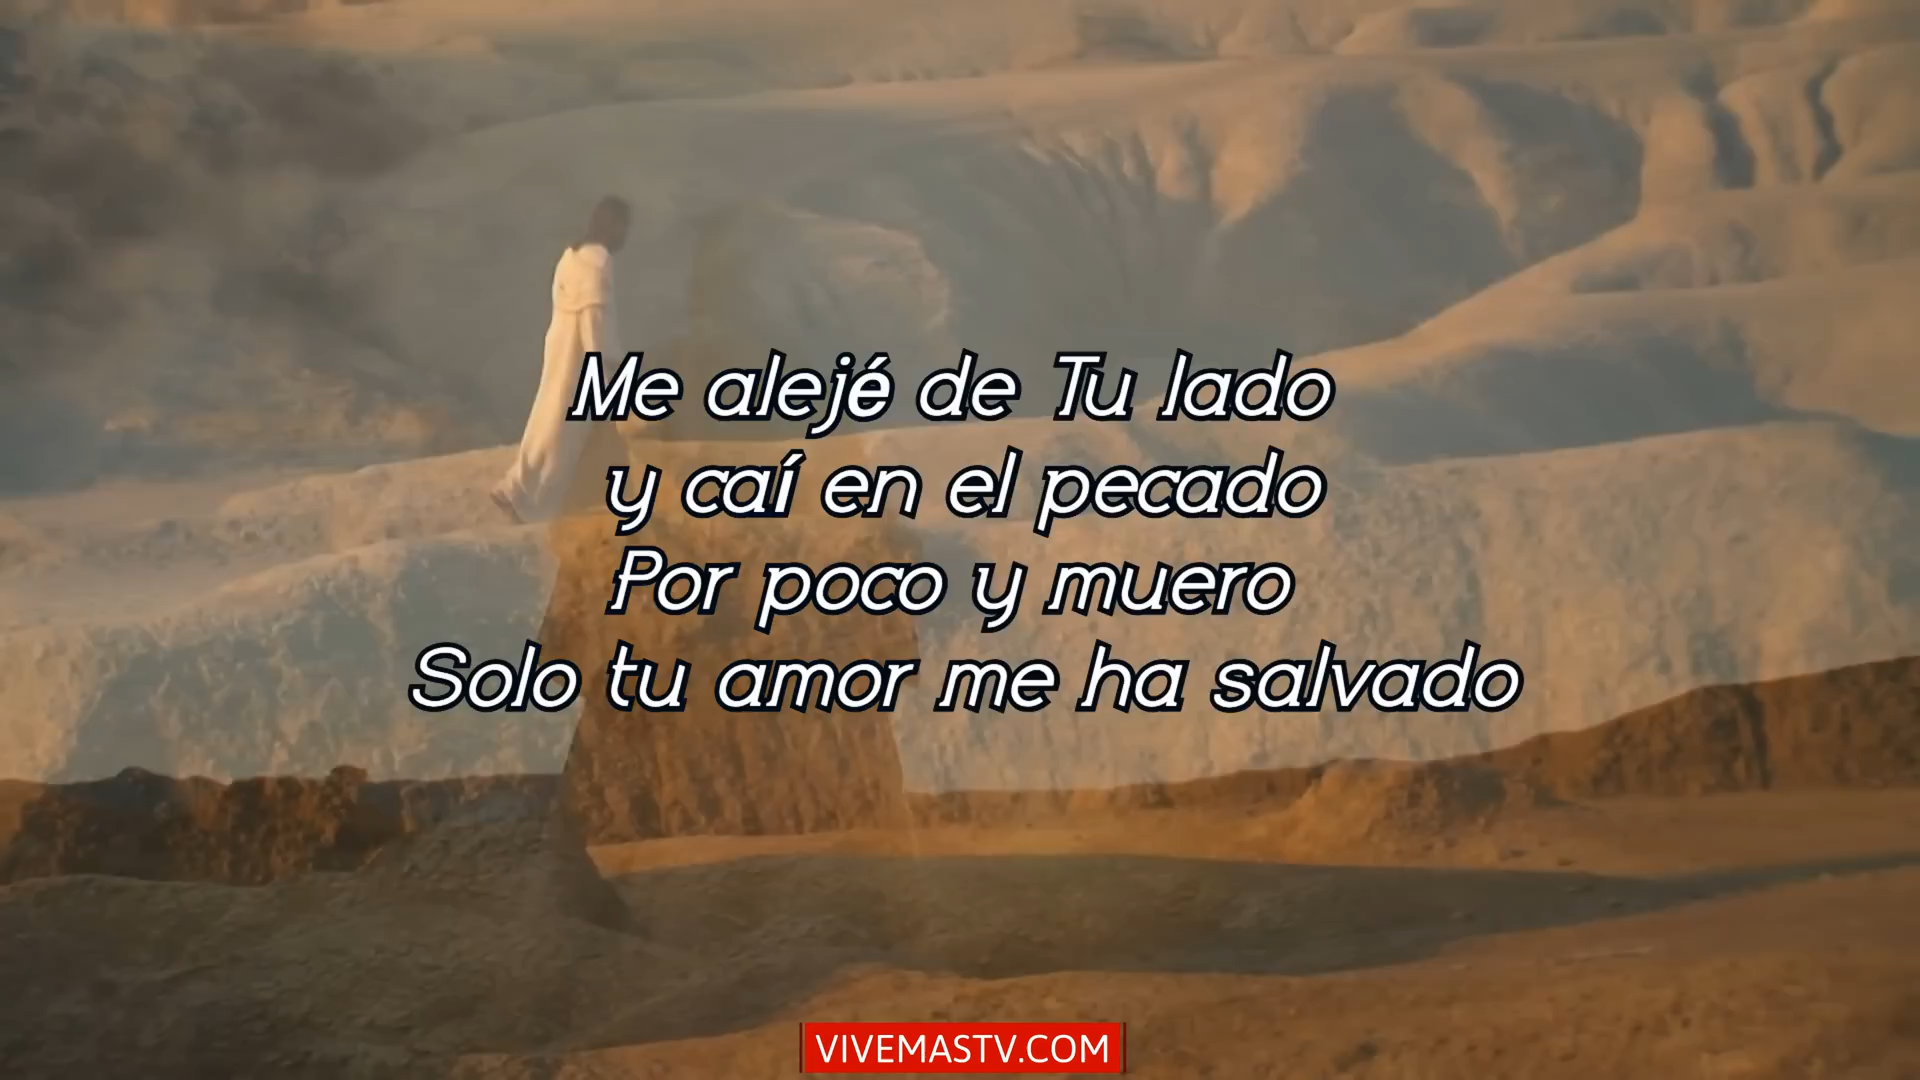 Me alejé de Tu lado
y caí en el pecado
Por poco y muero
Solo tu amor me ha salvado
VIVEMASTV.COM